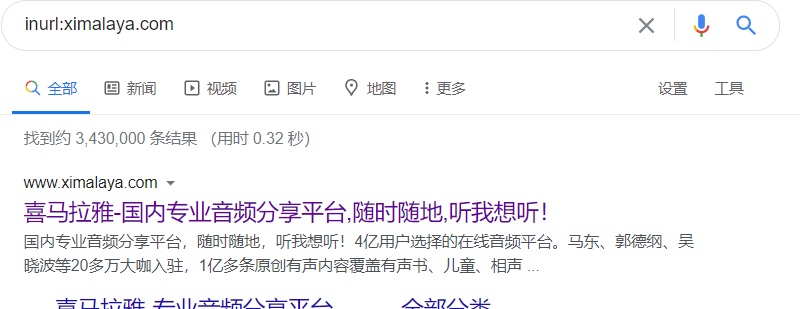 inurl:ximalaya.com
全部 新闻 视频 图片 地图 更多 设置 工具
找到约 3,430,000 条结果 （用时 0.32 秒）
www.ximalaya.com
喜马拉雅-国内专业音频分享平台,随时随地,听我想听!
国内专业音频分享平台，随时随地，听我想听！4亿用户选择的在线音频平台。马东、郭德纲、吴
晓波等20多万大咖入驻，1亿多条原创有声内容覆盖有声书、儿童、相声 ...
喜马拉雅-专业音频分享平台 全部分类